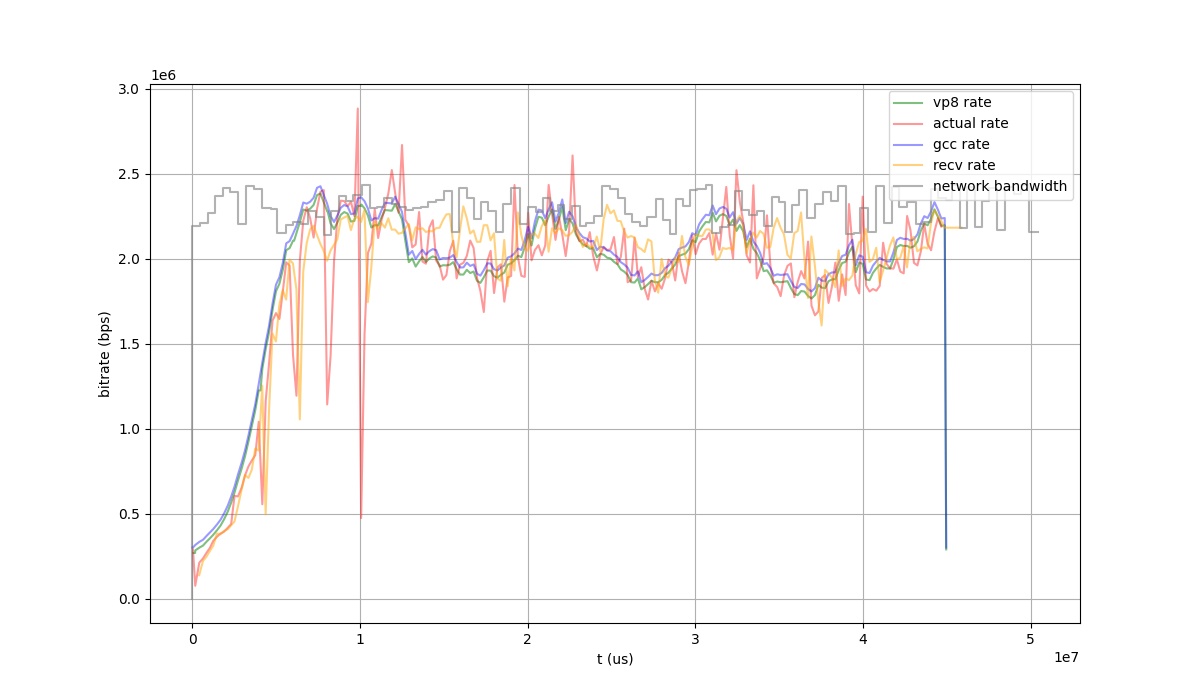 1e6
3.0
2.5
2.0
1.5
1.0
0.5
0.0
bitrate (bps)
vp8 rate
actual rate
gcc rate
recv rate
network bandwidth
0 1 2 3 4 5
t (us)
1e7